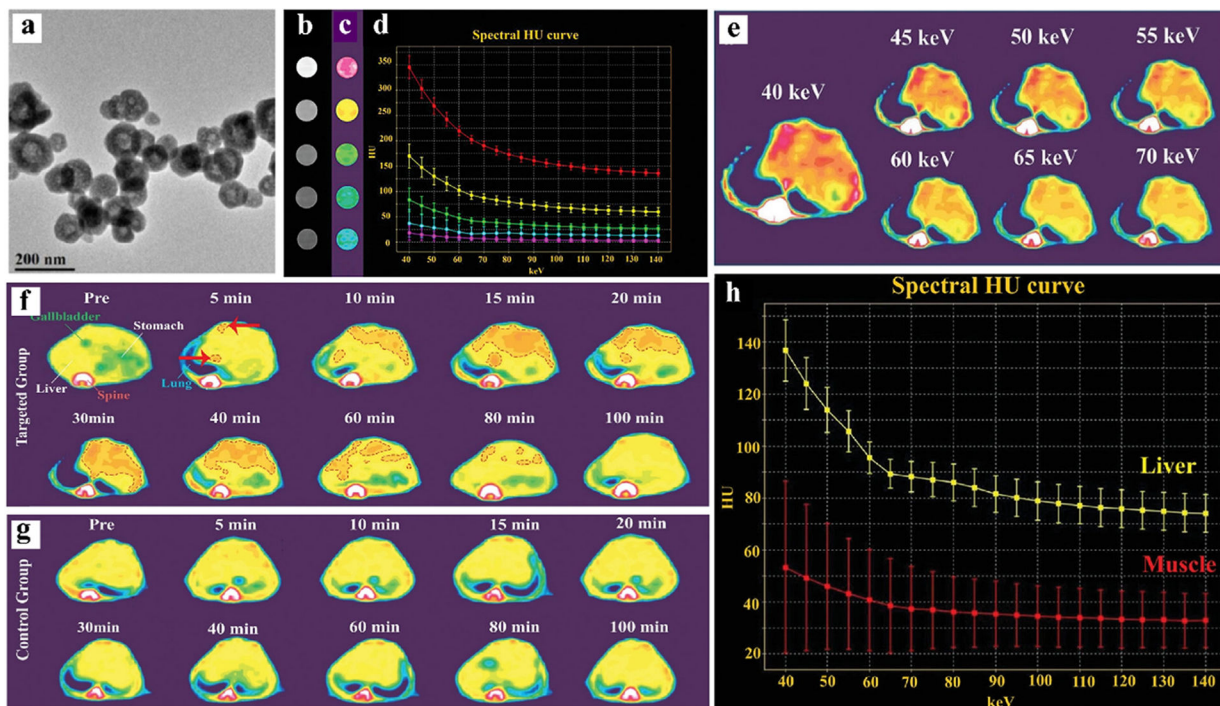 a
200 nm
b
c
d
Spectral HU curve
HU
350
300
250
200
150
100
50
0
40 50 60 70 80 90 100 110 120 130 140
keV
e
40 keV
45 keV 50 keV 55 keV
60 keV 65 keV 70 keV
f
Targeted Group
Pre 5 min 10 min 15 min 20 min
Gallbladder
Stomach
Liver
Lung
Spine
30min 40 min 60 min 80 min 100 min
g
Control Group
Pre 5 min 10 min 15 min 20 min
30min 40 min 60 min 80 min 100 min
h
Spectral HU curve
HU
140
120
100
80
60
40
20
Liver
Muscle
40 50 60 70 80 90 100 110 120 130 140
keV